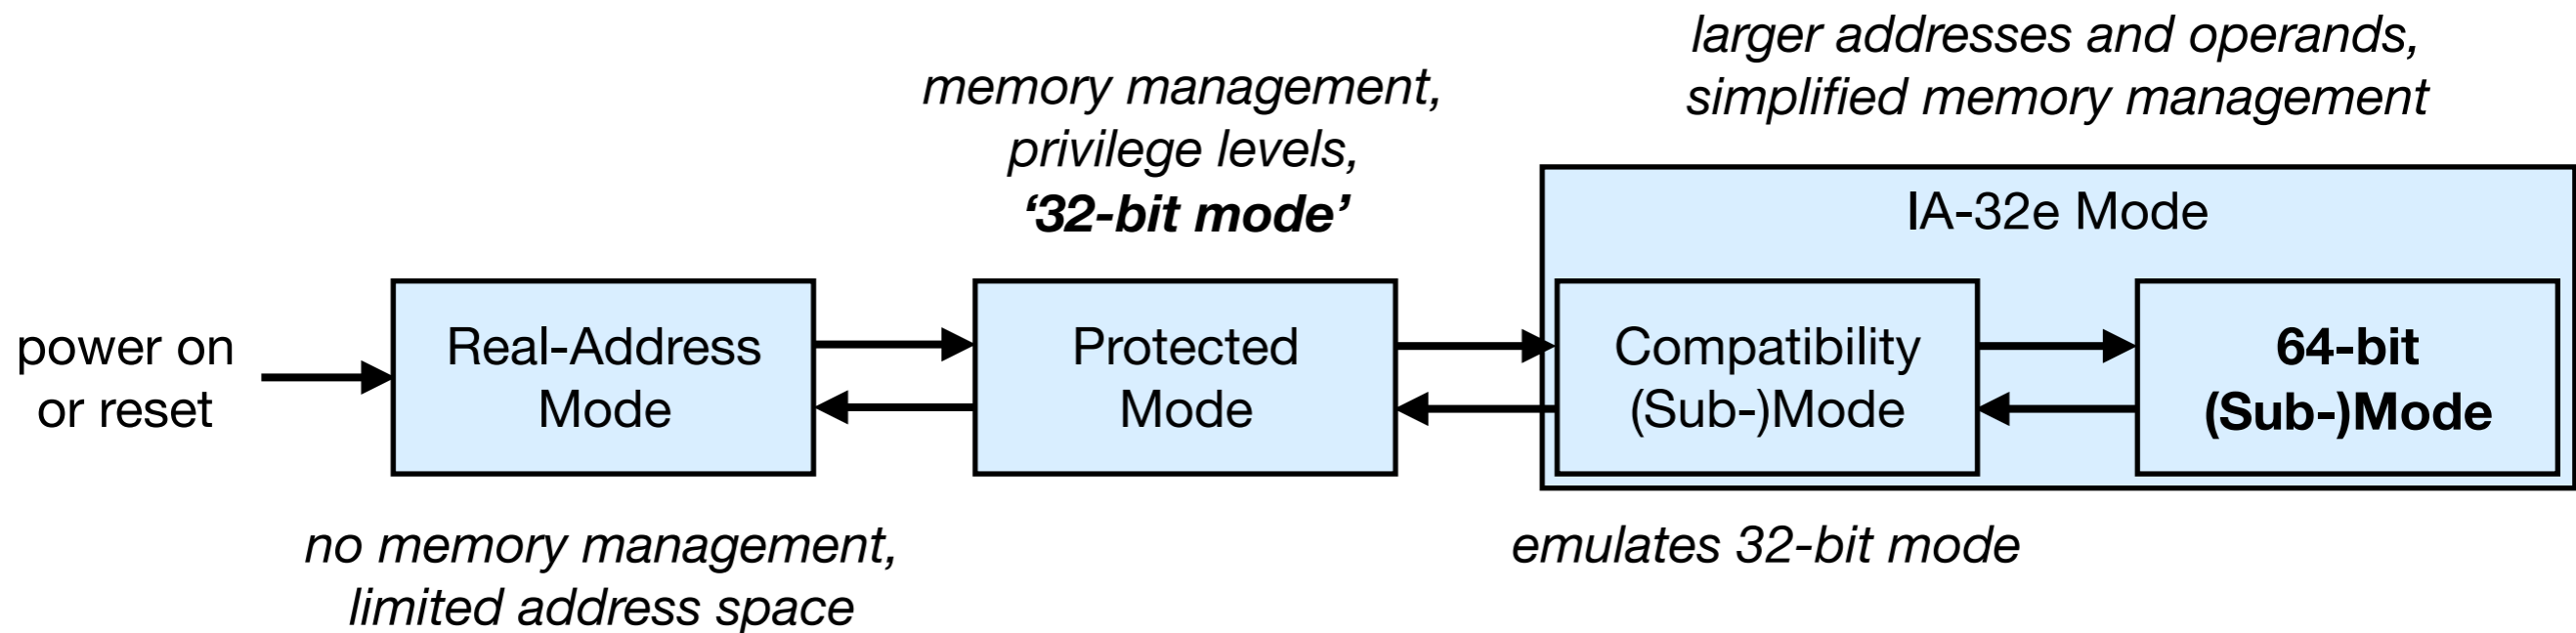 larger addresses and operands,
simplified memory management
memory management,
privilege levels,
‘32-bit mode’
IA-32e Mode
power on
or reset
Real-Address
Mode
Protected
Mode
Compatibility
(Sub-)Mode
64-bit
(Sub-)Mode
no memory management,
limited address space
emulates 32-bit mode